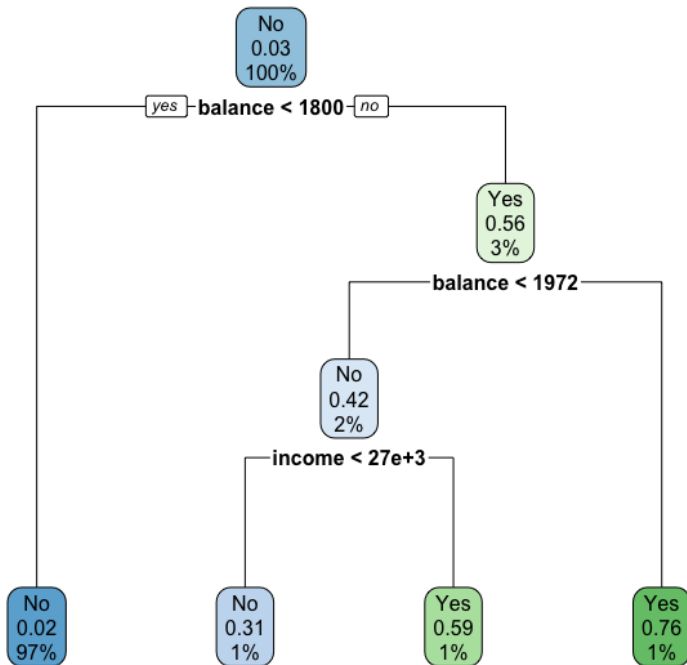 No
0.03
100%
yes balance < 1800 no
Yes
0.56
3%
balance < 1972
No
0.42
2%
income < 27e+3
No
0.02
97%
No
0.31
1%
Yes
0.59
1%
Yes
0.76
1%